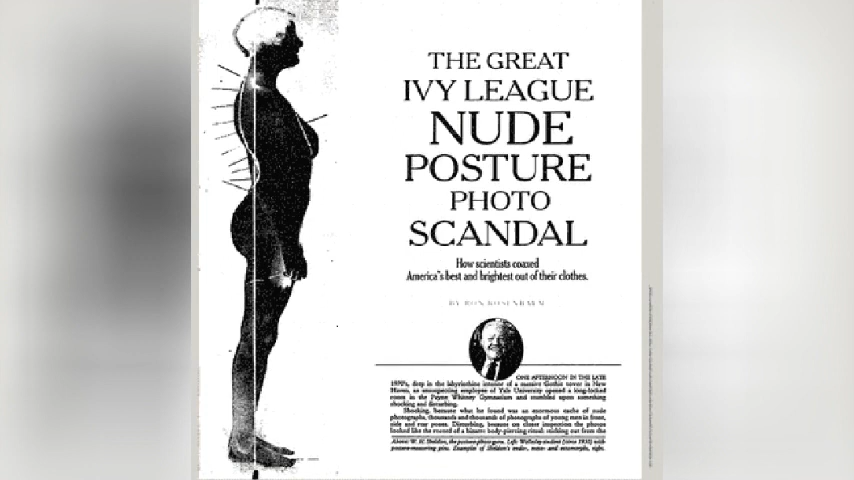 THE GREAT
IVY LEAGUE
NUDE
POSTURE
PHOTO
SCANDAL
How scientists coaxed
America's best and brightest out of their clothes.
BY RON ROSENBAUM
ONE AFTERNOON IN THE LATE
1970's, deep in the labyrinthine interior of a massive Gothic tower in New
Haven, an unsuspecting employee of Yale University opened a long-locked
room in the Payne Whitney Gymnasium and stumbled upon something
shocking and disturbing.
Shocking, because what he found was an enormous cache of nude
photographs, thousands and thousands of photographs of young men in front,
side and rear poses. Disturbing, because on closer inspection the photos
looked like the record of a bizarre body-piercing ritual: sticking out from the
Above: W. H. Sheldon, the posture-photo guru. Left: Wellesley student (circa 1930) with
posture-measuring pins. Examples of Sheldon's endo-, meso- and ectomorph, right.